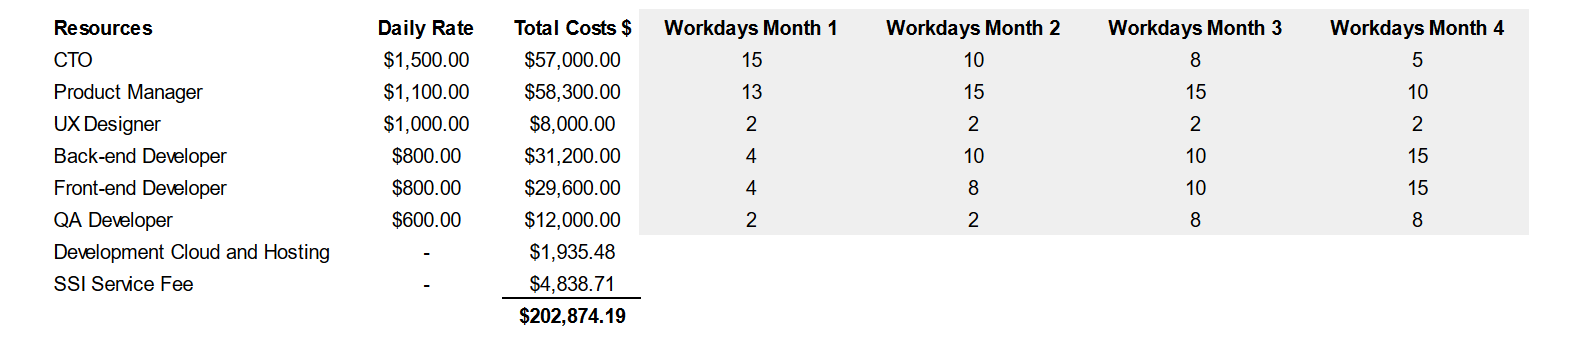 Resources Daily Rate Total Costs $ Workdays Month 1 Workdays Month 2 Workdays Month 3 Workdays Month 4
CTO $1,500.00 $57,000.00 15 10 8 5
Product Manager $1,100.00 $58,300.00 13 15 15 10
UX Designer $1,000.00 $8,000.00 2 2 2 2
Back-end Developer $800.00 $31,200.00 4 10 10 15
Front-end Developer $800.00 $29,600.00 4 8 10 15
QA Developer $600.00 $12,000.00 2 2 8 8
Development Cloud and Hosting - $1,935.48
SSI Service Fee - $4,838.71
$202,874.19